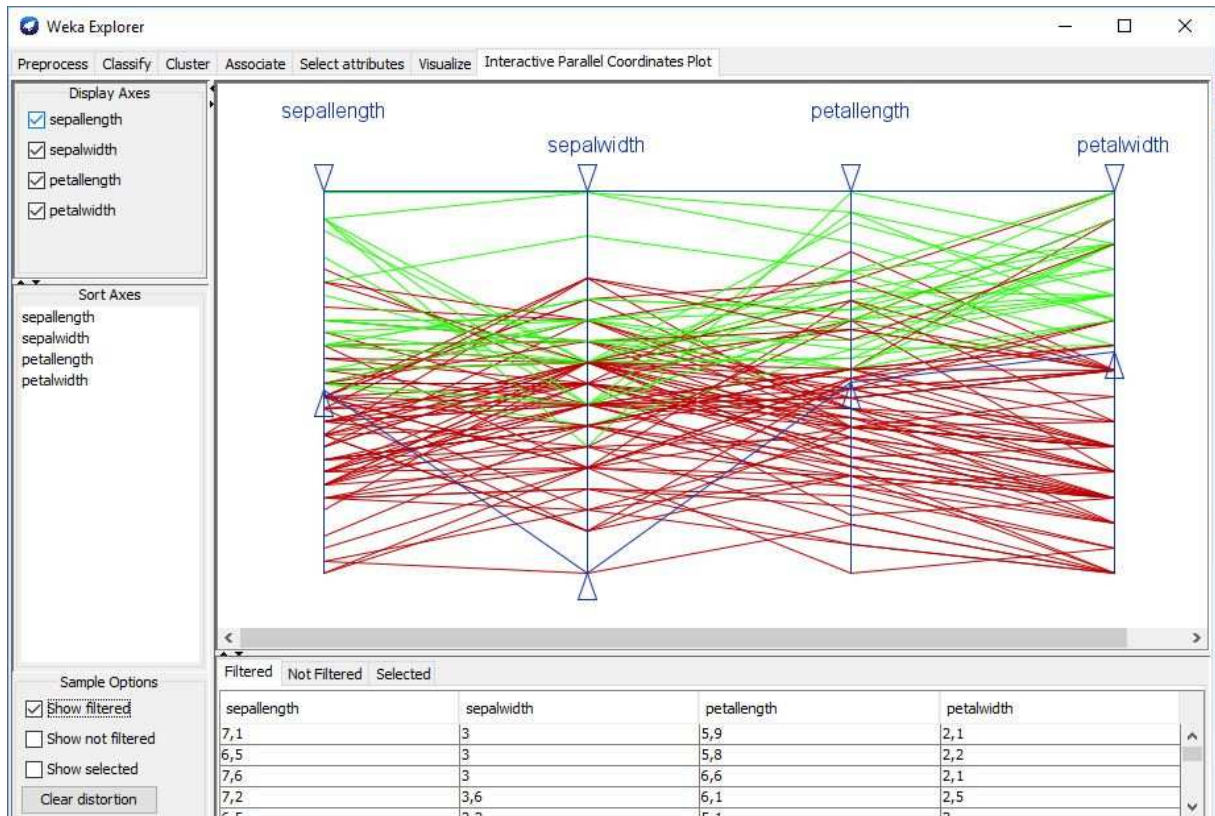 Weka Explorer
Preprocess Classify Cluster Associate Select attributes Visualize Interactive Parallel Coordinates Plot
Display Axes
sepallength
sepalwidth
petallength
petalwidth
Sort Axes
sepallength
sepalwidth
petallength
petalwidth
Sample Options
Show filtered
Show not filtered
Show selected
Clear distortion
sepallength
sepalwidth
petallength
petalwidth
Filtered Not Filtered Selected
sepallength sepalwidth petallength petalwidth
7,1 3 5,9 2,1
6,5 3 5,8 2,2
7,6 3 6,6 2,1
7,2 3,6 6,1 2,5